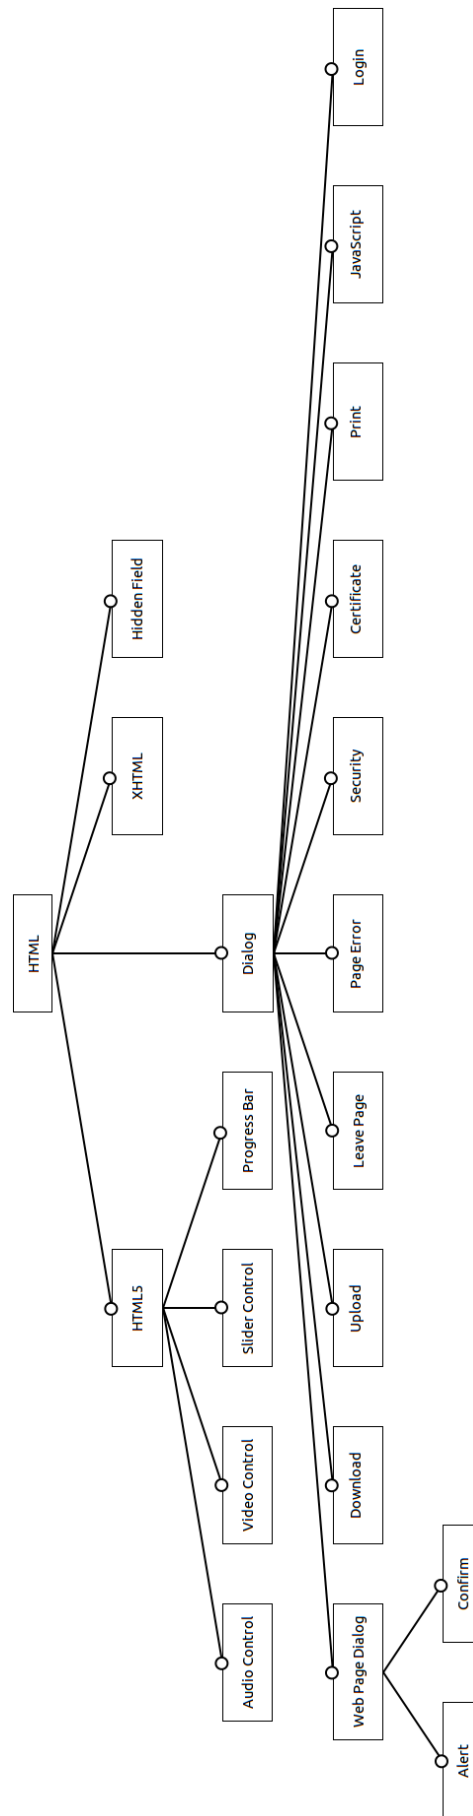 HTML
HTML5
Dialog
XHTML
Hidden Field
Audio Control
Video Control
Slider Control
Progress Bar
Web Page Dialog
Download
Upload
Leave Page
Page Error
Security
Certificate
Print
JavaScript
Login
Alert
Confirm